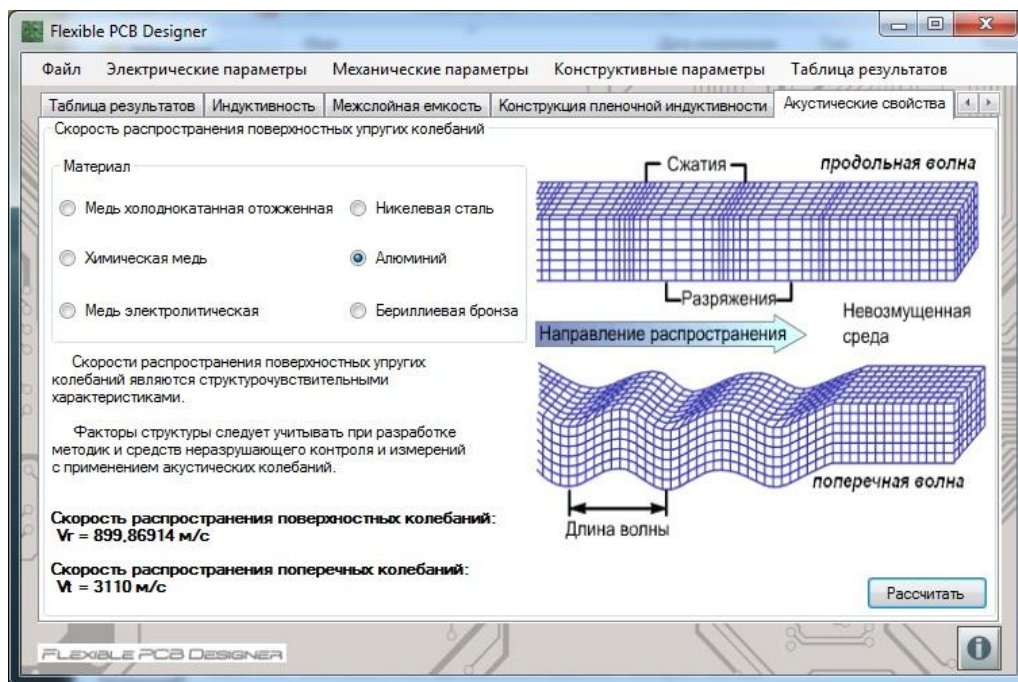 Flexible PCB Designer
Файл Электрические параметры Механические параметры Конструктивные параметры Таблица результатов
Таблица результатов Индуктивность Межслойная емкость Конструкция пленочной индуктивности Акустические свойства
Скорость распространения поверхностных упругих колебаний
Материал
Медь холоднокатанная отожженная Никелевая сталь
Химическая медь Алюминий
Медь электролитическая Бериллиевая бронза
Скорости распространения поверхностных упругих
колебаний являются структурочувствительными
характеристиками.
Факторы структуры следует учитывать при разработке
методик и средств неразрушающего контроля и измерений
с применением акустических колебаний.
Скорость распространения поверхностных колебаний:
Vr = 899,86914 м/с
Скорость распространения поперечных колебаний:
Vt = 3110 м/с
Сжатия продольная волна
Разряжения
Невозмущенная
среда
Направление распространения
поперечная волна
Длина волны
Рассчитать
FLEXIBLE PCB DESIGNER